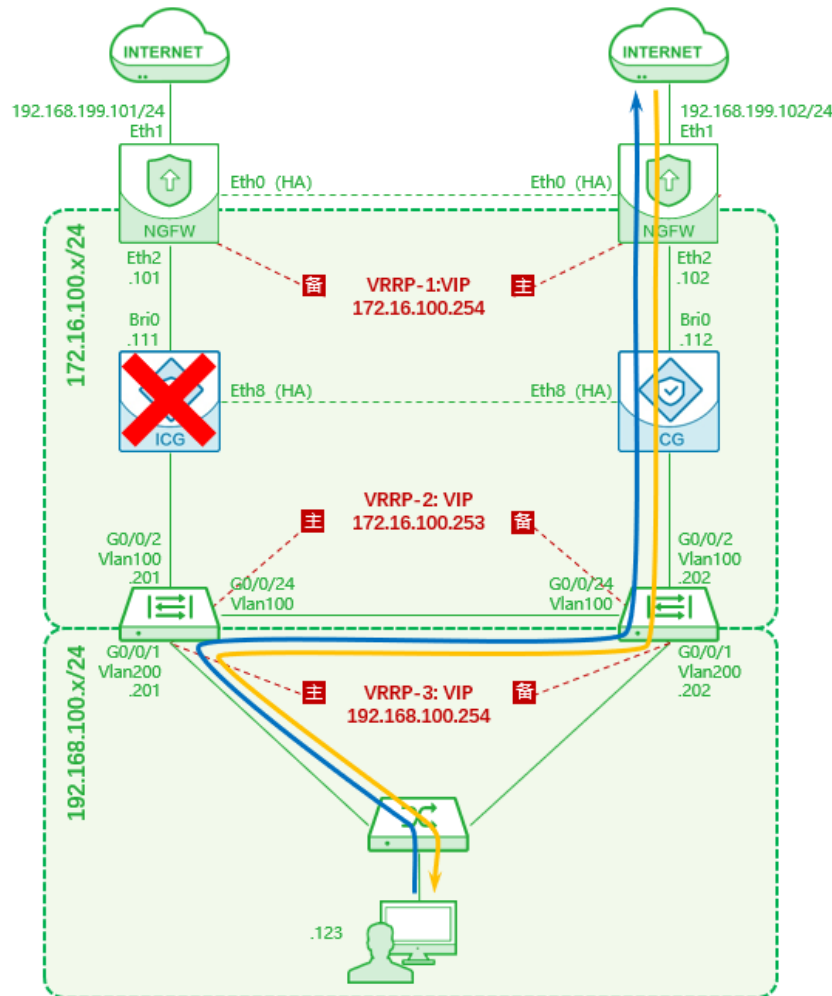 INTERNET
INTERNET
192.168.199.101/24
Eth1
192.168.199.102/24
Eth1
Eth0 (HA)
Eth0 (HA)
NGFW
NGFW
172.16.100.x/24
Eth2
.101
备
VRRP-1:VIP
172.16.100.254
主
Eth2
.102
Bri0
.111
Bri0
.112
Eth8 (HA)
Eth8 (HA)
ICG
CG
主
VRRP-2: VIP
172.16.100.253
备
G0/0/2
Vlan100
.201
G0/0/2
Vlan100
.202
G0/0/24
Vlan100
G0/0/24
Vlan100
192.168.100.x/24
G0/0/1
Vlan200
.201
主
VRRP-3: VIP
192.168.100.254
备
G0/0/1
Vlan200
.202
.123